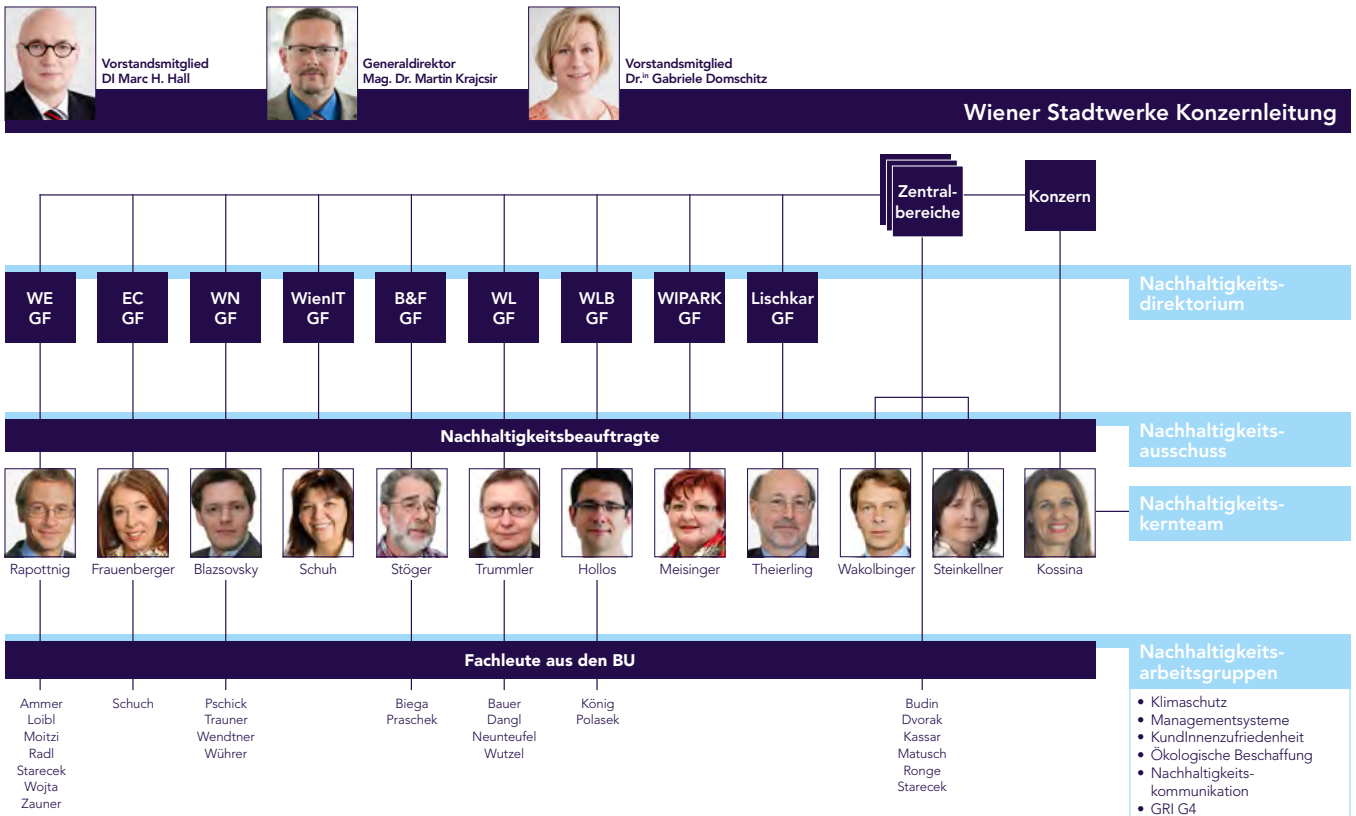 Vorstandsmitglied
DI Marc H. Hall
Generaldirektor
Mag. Dr. Martin Krajcsir
Vorstandsmitglied
Dr.in Gabriele Domschitz
Wiener Stadtwerke Konzernleitung
Zentral-
bereiche
Konzern
WE
GF
EC
GF
WN
GF
WienIT
GF
B&F
GF
WL
GF
WLB
GF
WIPARK
GF
Lischkar
GF
Nachhaltigkeits-
direktorium
Nachhaltigkeitsbeauftragte
Nachhaltigkeits-
ausschuss
Nachhaltigkeits-
kernteam
Rapottnig
Frauenberger
Blazsovsky
Schuh
Stöger
Trummler
Hollos
Meisinger
Theierling
Wakolbinger
Steinkellner
Kossina
Fachleute aus den BU
Nachhaltigkeits-
arbeitsgruppen
Ammer
Loibl
Moitzi
Radl
Starecek
Wojta
Zauner
Schuch
Pschick
Trauner
Wendtner
Wührer
Biega
Praschek
Bauer
Dangl
Neunteufel
Wutzel
König
Polasek
Budin
Dvorak
Kassar
Matusch
Ronge
Starecek
• Klimaschutz
• Managementsysteme
• KundInnenzufriedenheit
• Ökologische Beschaffung
• Nachhaltigkeits-
kommunikation
• GRI G4